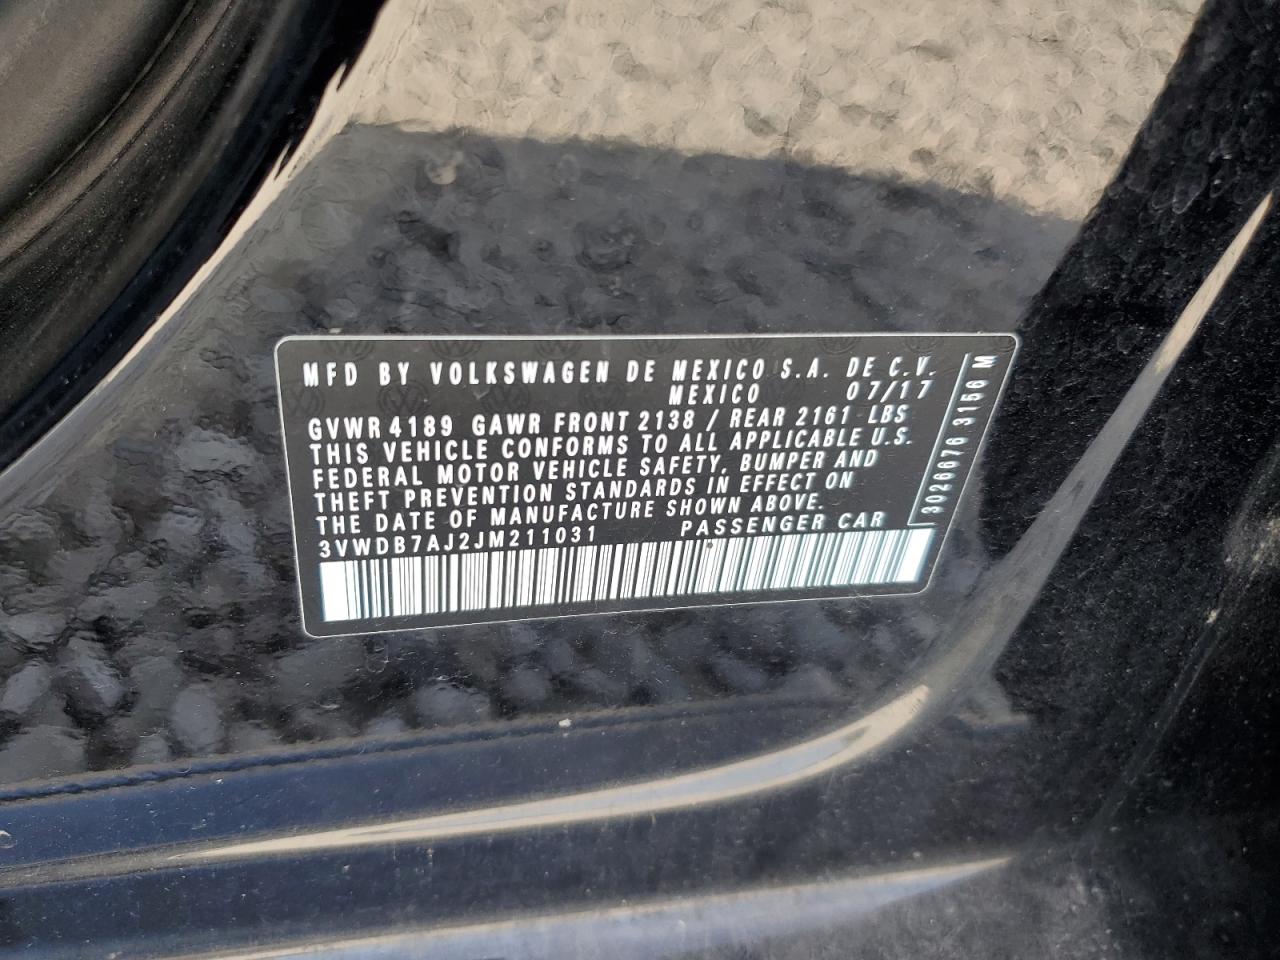 MFD BY VOLKSWAGEN DE MEXICO S.A. DE C.V.
MEXICO 07/17
GVWR 4189 GAWR FRONT 2138 / REAR 2161 LBS
THIS VEHICLE CONFORMS TO ALL APPLICABLE U.S.
FEDERAL MOTOR VEHICLE SAFETY, BUMPER AND
THEFT PREVENTION STANDARDS IN EFFECT ON
THE DATE OF MANUFACTURE SHOWN ABOVE.
3VWDB7AJ2JM211031 PASSENGER CAR
3026676 3156 M